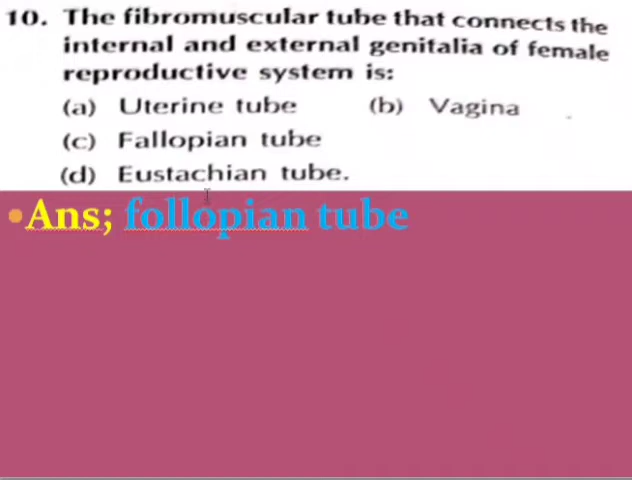 10. The fibromuscular tube that connects the
internal and external genitalia of female
reproductive system is:
(a) Uterine tube (b) Vagina
(c) Fallopian tube
(d) Eustachian tube.
•Ans; follopian tube